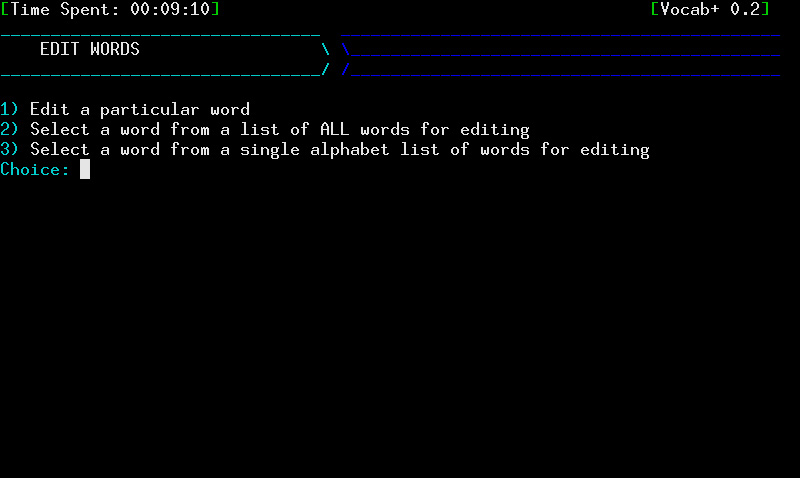 [Time Spent: 00:09:10] [Vocab+ 0.2]
EDIT WORDS
1) Edit a particular word
2) Select a word from a list of ALL words for editing
3) Select a word from a single alphabet list of words for editing
Choice: